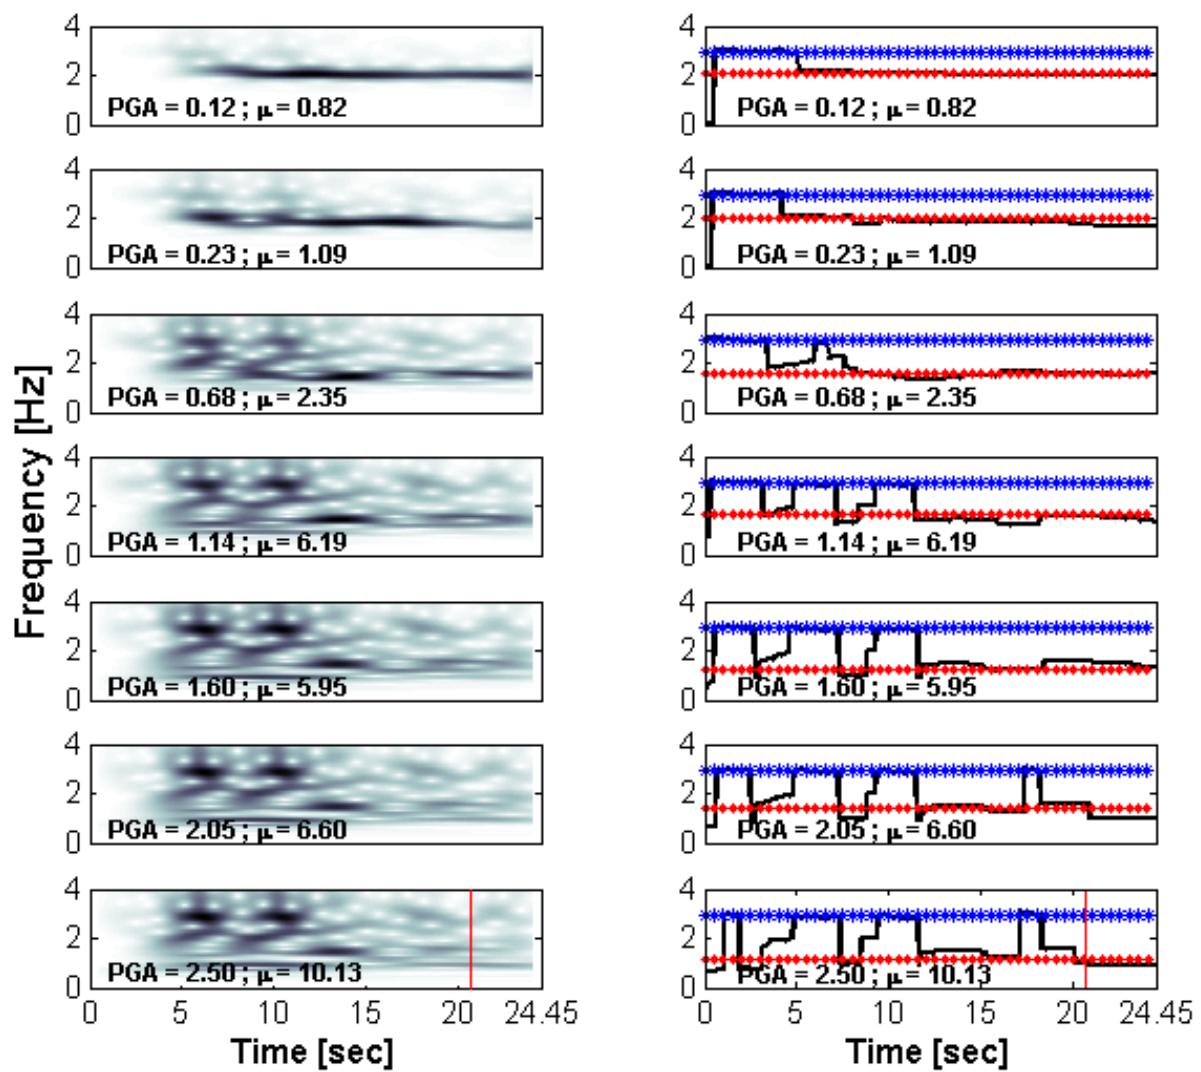 4
2
0
PGA = 0.12 ; μ = 0.82
4
2
0
PGA = 0.12 ; μ = 0.82
4
2
0
PGA = 0.23 ; μ = 1.09
4
2
0
PGA = 0.23 ; μ = 1.09
4
2
0
PGA = 0.68 ; μ = 2.35
4
2
0
PGA = 0.68 ; μ = 2.35
Frequency [Hz]
4
2
0
PGA = 1.14 ; μ = 6.19
4
2
0
PGA = 1.14 ; μ = 6.19
4
2
0
PGA = 1.60 ; μ = 5.95
4
2
0
PGA = 1.60 ; μ = 5.95
4
2
0
PGA = 2.05 ; μ = 6.60
4
2
0
PGA = 2.05 ; μ = 6.60
4
2
0
PGA = 2.50 ; μ = 10.13
4
2
0
PGA = 2.50 ; μ = 10.13
0 5 10 15 20 24.45
0 5 10 15 20 24.45
Time [sec]
Time [sec]